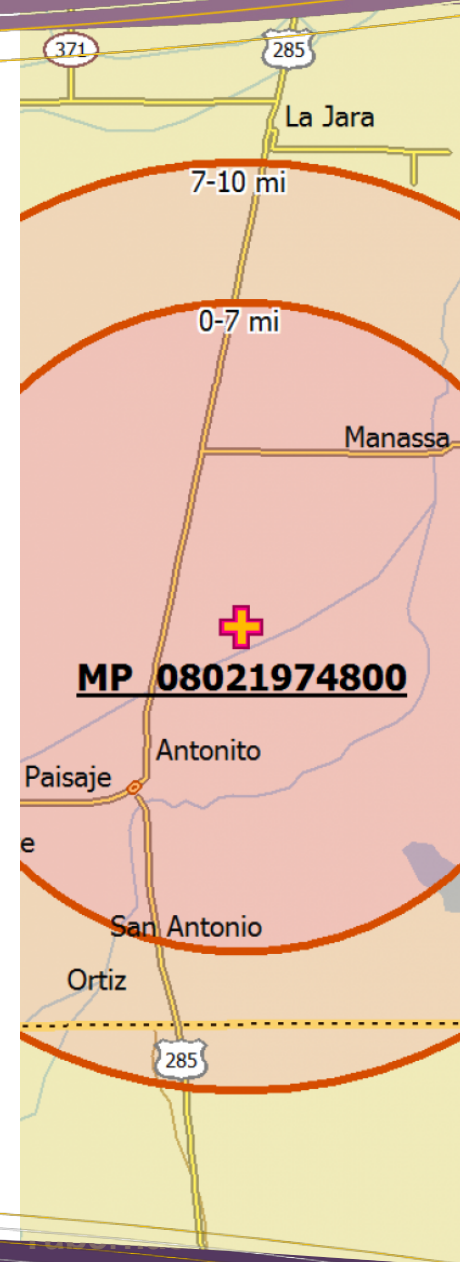 371
285
La Jara
7-10 mi
0-7 mi
Manassa
MP 08021974800
Antonito
Paisaje
e
San Antonio
Ortiz
285